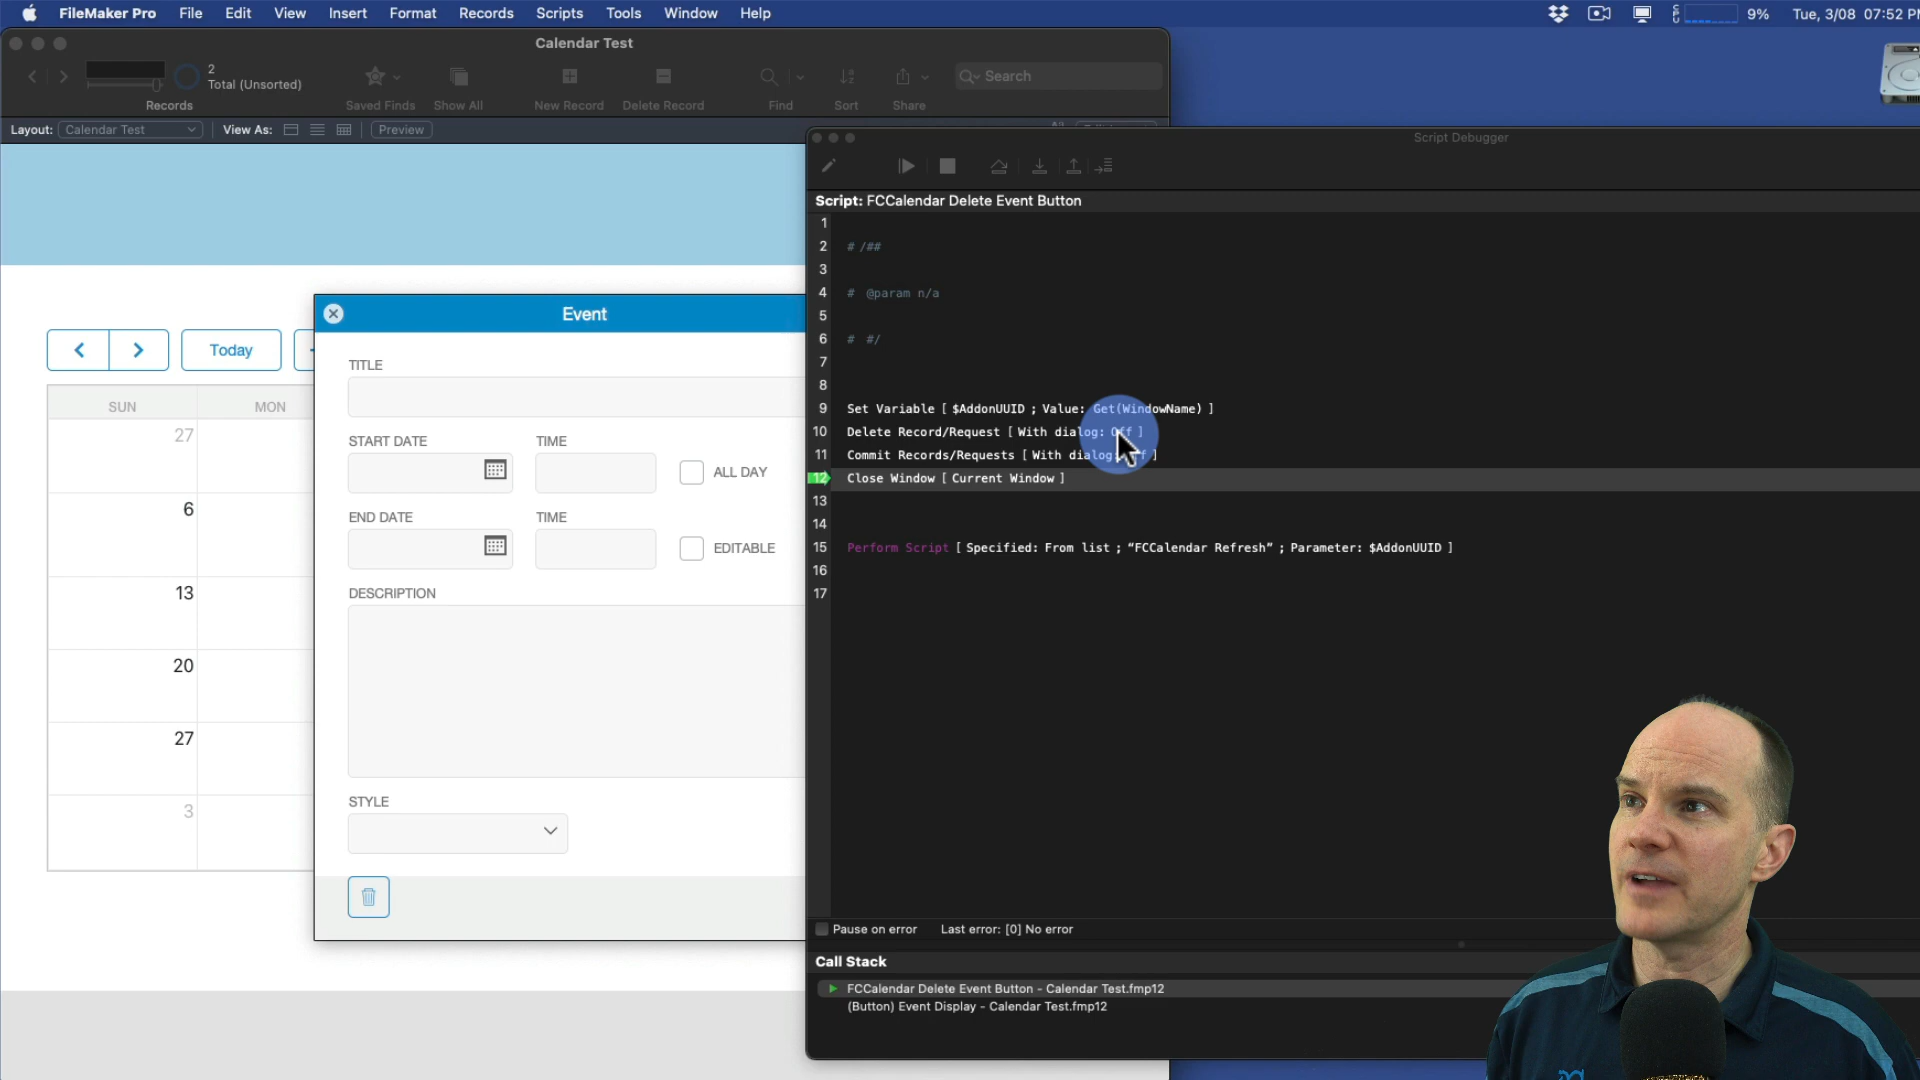 FileMaker Pro File Edit View Insert Format Records Scripts Tools Window Help
9% Tue, 3/08 07:52 PM
Calendar Test
2
Total (Unsorted)
Search
Records
Saved Finds Show All New Record Delete Record Find Sort Share
Layout: Calendar Test View As: Preview
Script Debugger
Script: FCCalendar Delete Event Button
1
2 # /##
3
4 # @param n/a
5
6 # #/
7
8
9 Set Variable [ $AddonUUID ; Value: Get(WindowName) ]
10 Delete Record/Request [ With dialog: Off ]
11 Commit Records/Requests [ With dialog: Off ]
12 Close Window [ Current Window ]
13
14
15 Perform Script [ Specified: From list ; “FCCalendar Refresh” ; Parameter: $AddonUUID ]
16
17
Today
SUN MON
27
6
13
20
27
3
Event
TITLE
START DATE TIME
ALL DAY
END DATE TIME
EDITABLE
DESCRIPTION
STYLE
Pause on error Last error: [0] No error
Call Stack
FCCalendar Delete Event Button - Calendar Test.fmp12
(Button) Event Display - Calendar Test.fmp12